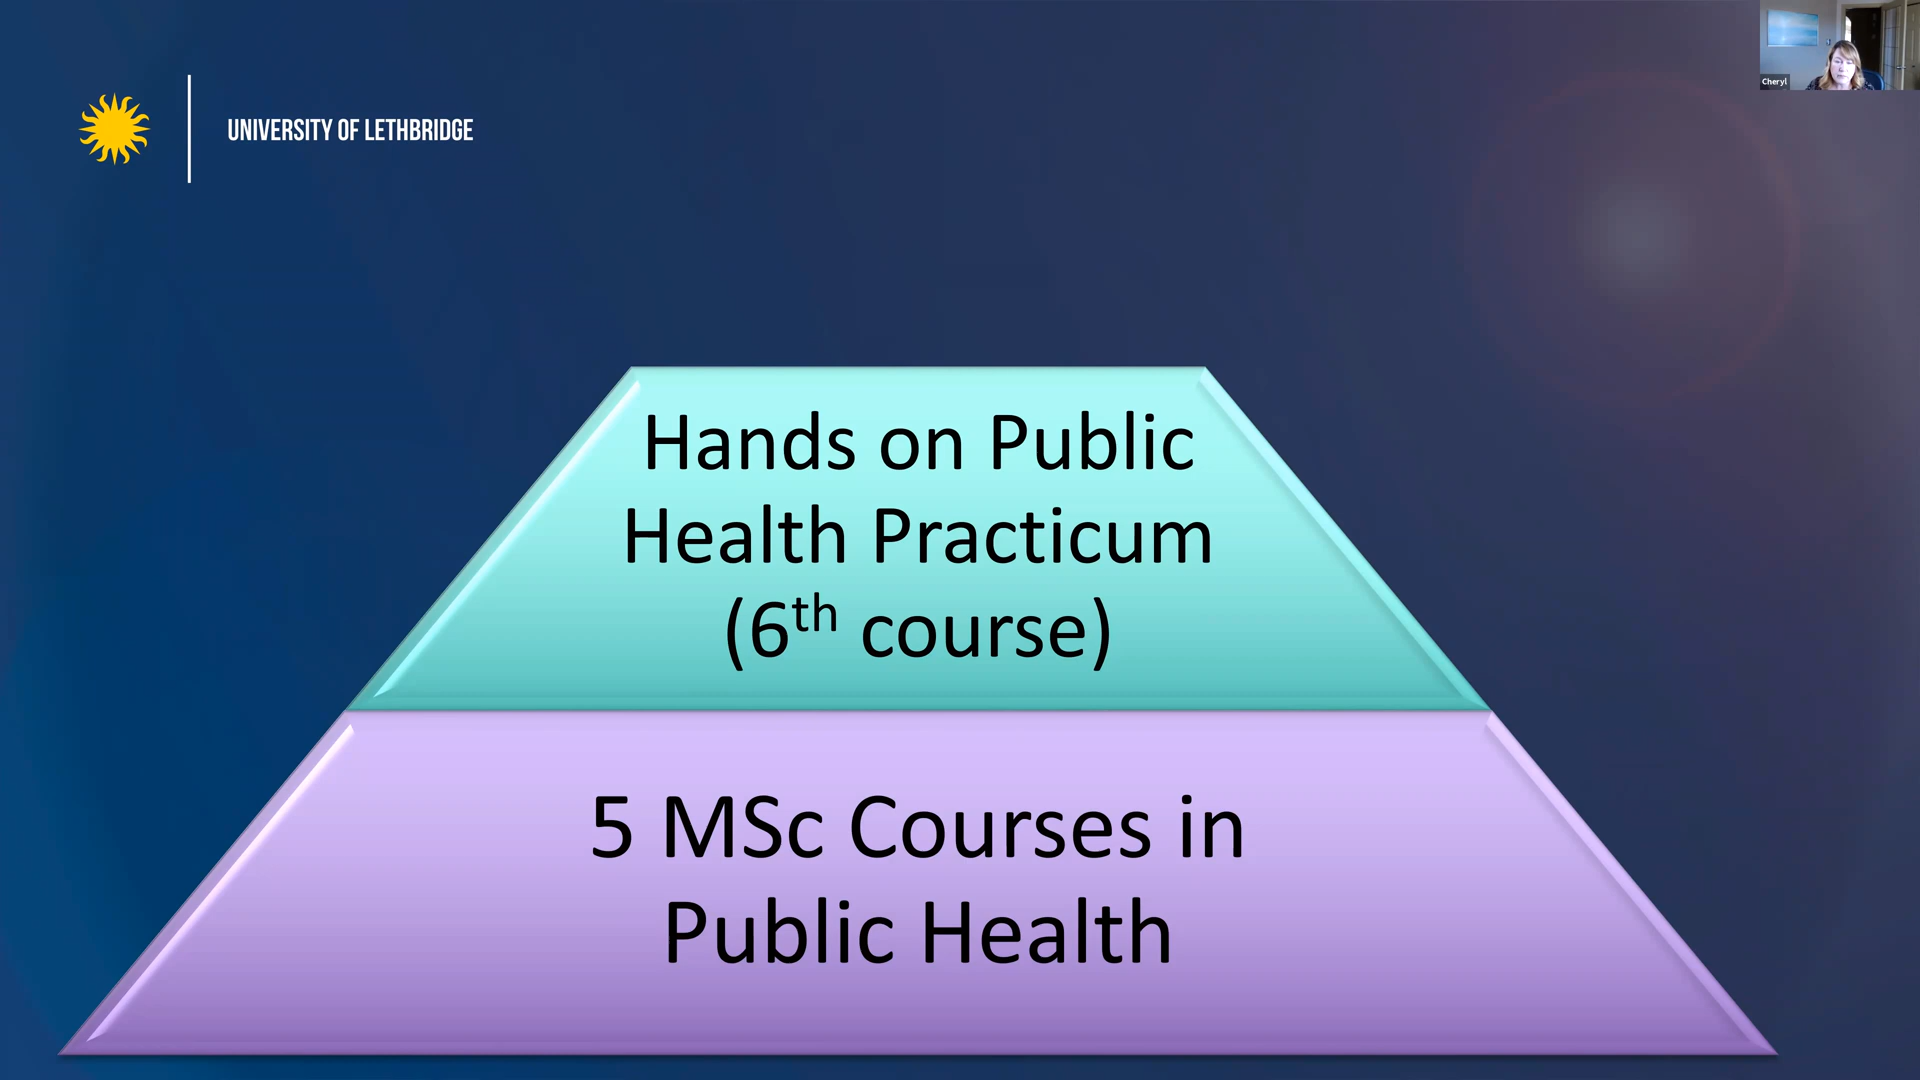 Cheryl
UNIVERSITY OF LETHBRIDGE
Hands on Public
Health Practicum
(6th course)
5 MSc Courses in
Public Health